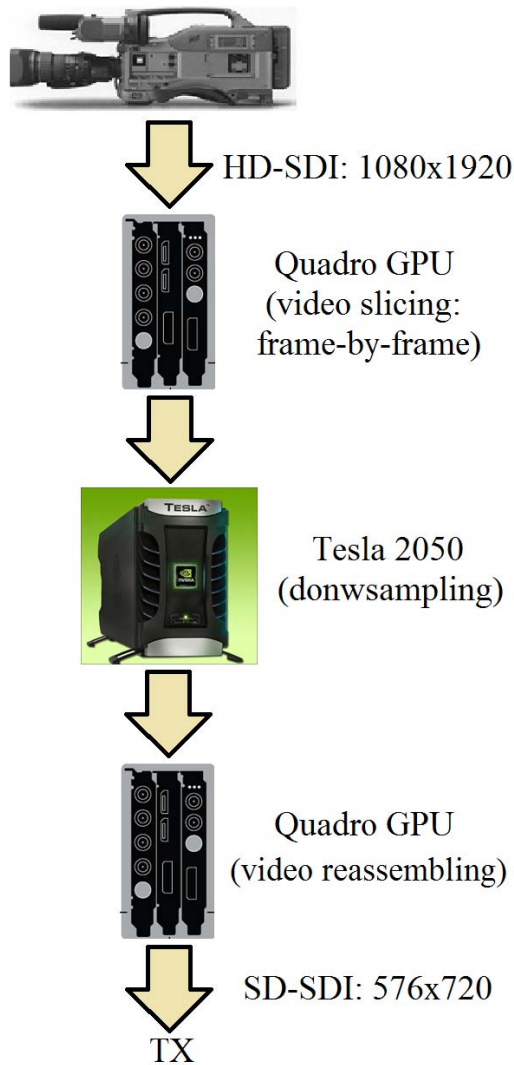 HD-SDI: 1080x1920
Quadro GPU
(video slicing:
frame-by-frame)
TESLA
NVIDIA
Tesla 2050
(donwsampling)
Quadro GPU
(video reassembling)
SD-SDI: 576x720
TX